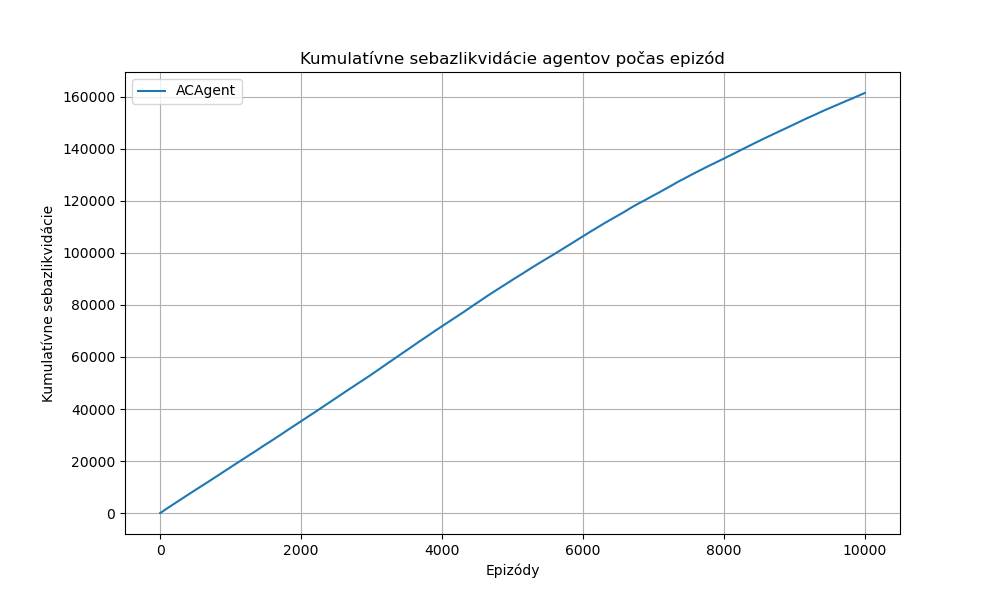 Kumulatívne sebazlikvidácie agentov počas epizód
ACAgent
Kumulatívne sebazlikvidácie
160000
140000
120000
100000
80000
60000
40000
20000
0
0 2000 4000 6000 8000 10000
Epizódy